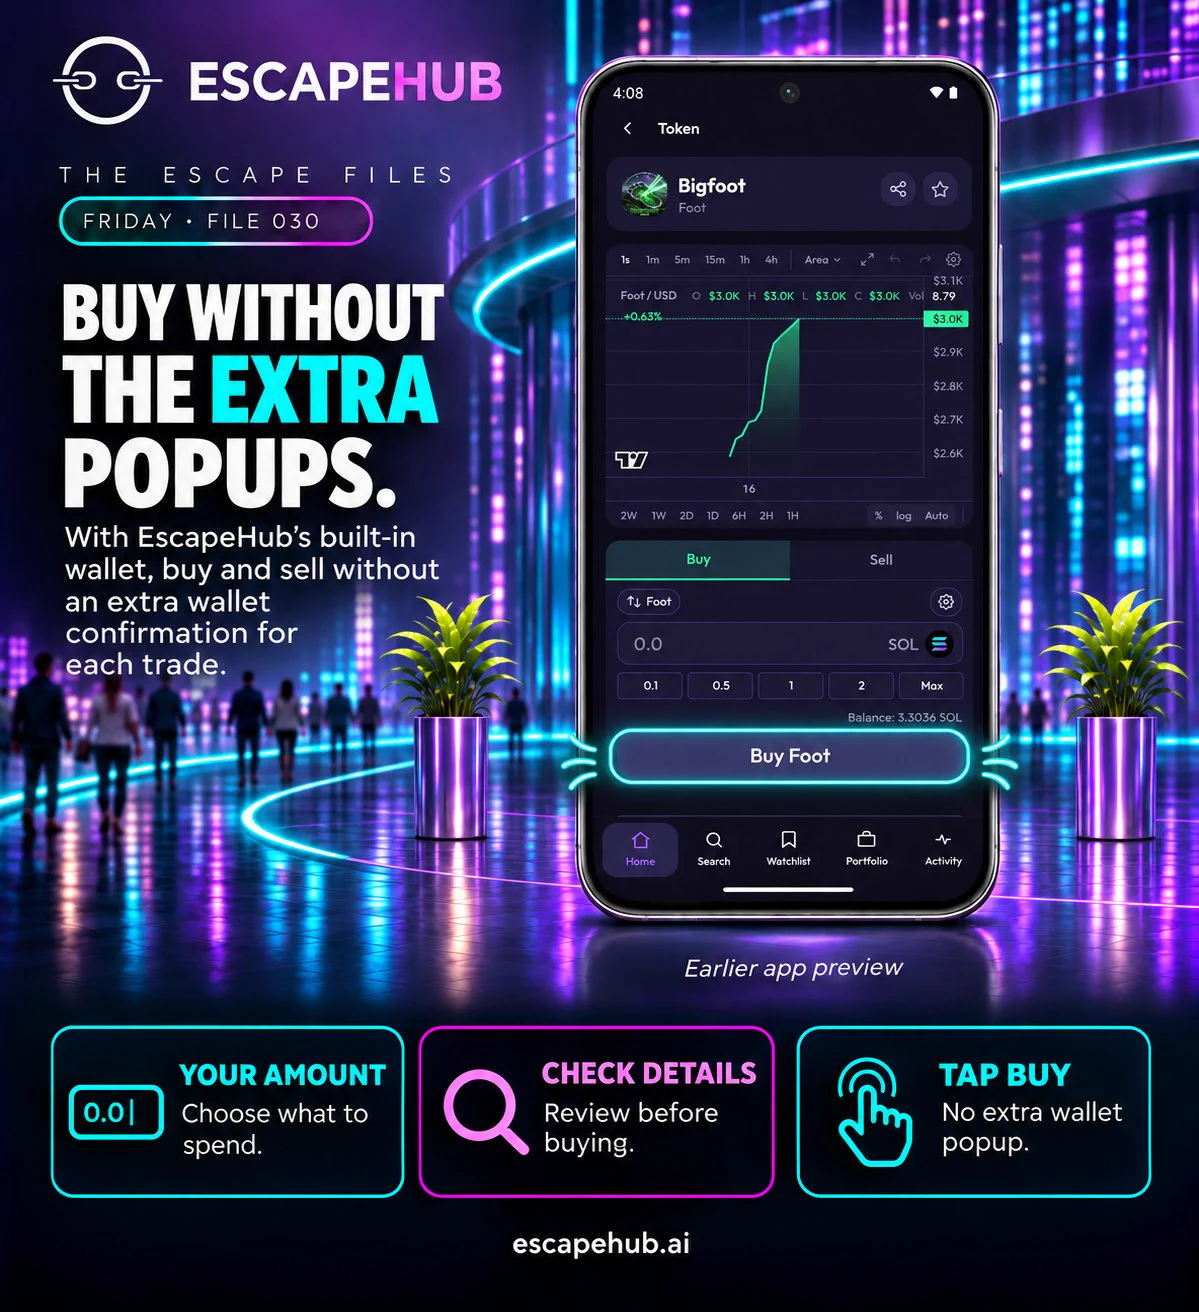 ESCAPEHUB
THE ESCAPE FILES
FRIDAY • FILE 030
BUY WITHOUT
THE EXTRA
POPUPS.
With EscapeHub's built-in
wallet, buy and sell without
an extra wallet
confirmation for
each trade.
4:08
Token
Bigfoot
Foot
1s 1m 5m 15m 1h 4h Area
$3.1K
Foot / USD O $3.0K H $3.0K L $3.0K C $3.0K Vol 8.79
+0.63%
$3.0K
$2.9K
$2.8K
$2.7K
$2.6K
16
2W 1W 2D 1D 6H 2H 1H % log Auto
Buy Sell
Foot
0.0 SOL
0.1 0.5 1 2 Max
Balance: 3.3036 SOL
Buy Foot
Home Search Watchlist Portfolio Activity
Earlier app preview
0.0
YOUR AMOUNT
Choose what to
spend.
CHECK DETAILS
Review before
buying.
TAP BUY
No extra wallet
popup.
escapehub.ai